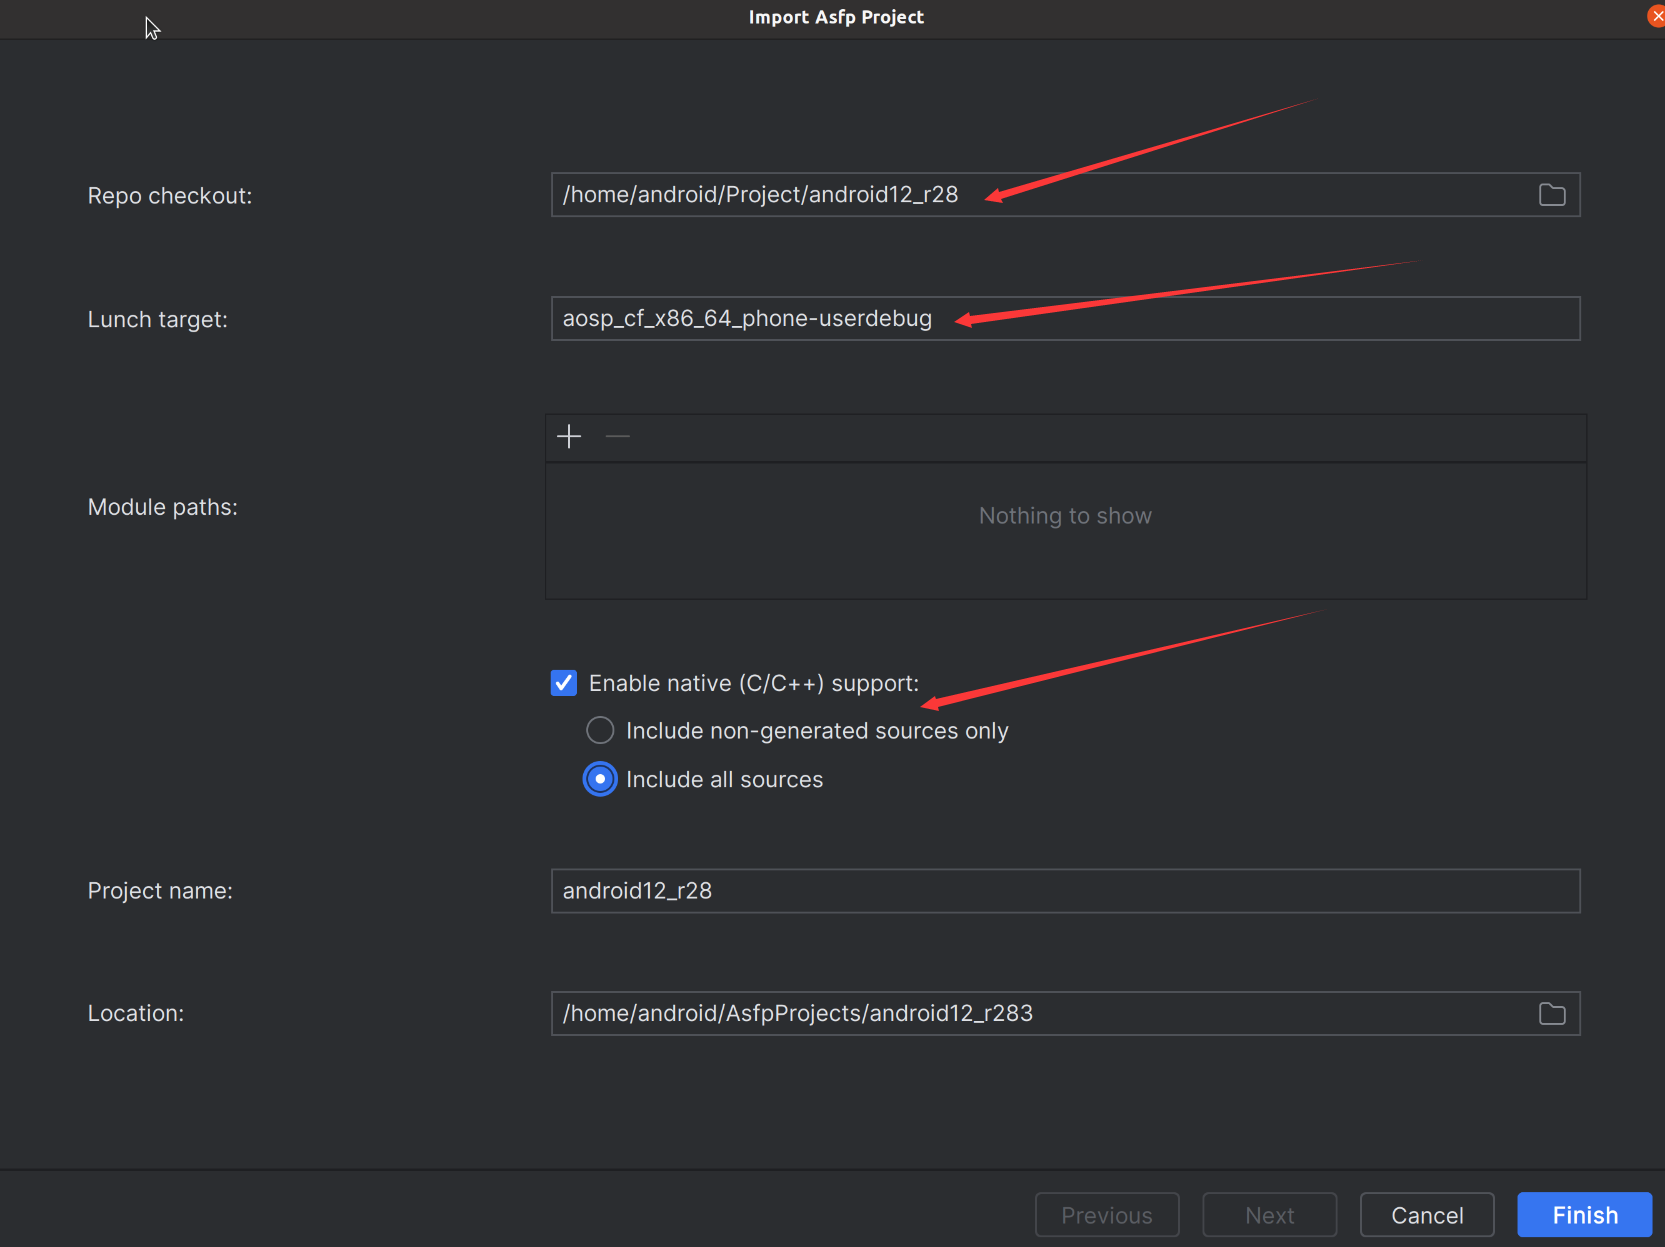 Import Asfp Project
Repo checkout:
/home/android/Project/android12_r28
Lunch target:
aosp_cf_x86_64_phone-userdebug
Module paths:
Nothing to show
Enable native (C/C++) support:
Include non-generated sources only
Include all sources
Project name:
android12_r28
Location:
/home/android/AsfpProjects/android12_r283
Previous
Next
Cancel
Finish